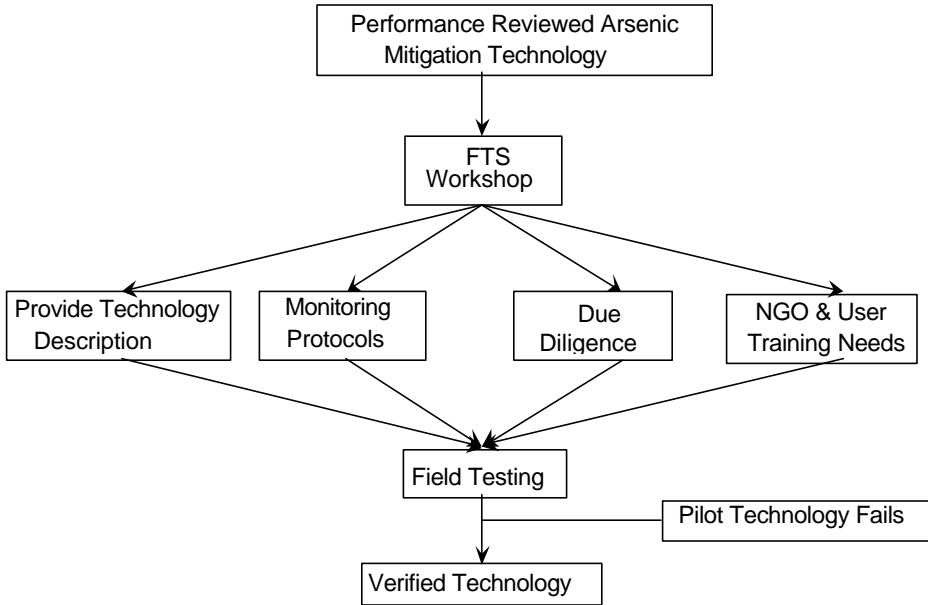 Performance Reviewed Arsenic
Mitigation Technology
FTS
Workshop
Provide Technology
Description
Monitoring
Protocols
Due
Diligence
NGO & User
Training Needs
Field Testing
Pilot Technology Fails
Verified Technology